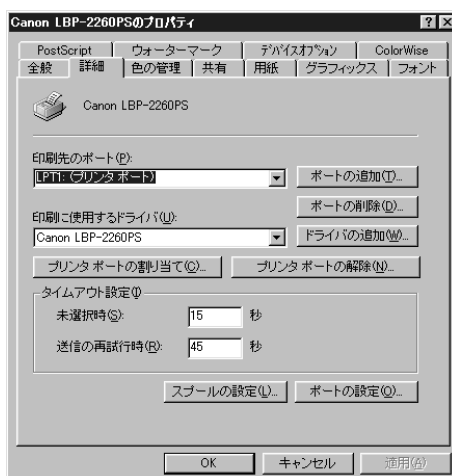 Canon LBP-2260PSのプロパティ
PostScript ウォーターマーク デバイスオプション ColorWise
全般 詳細 色の管理 共有 用紙 グラフィックス フォント
Canon LBP-2260PS
印刷先のポート(P):
LPT1: (プリンタ ポート) ポートの追加(T)...
ポートの削除(D)...
印刷に使用するドライバ(U):
Canon LBP-2260PS ドライバの追加(W)...
プリンタ ポートの割り当て(C)... プリンタ ポートの解除(N)...
タイムアウト設定(I)
未選択時(S): 15 秒
送信の再試行時(R): 45 秒
スプールの設定(L)... ポートの設定(O)...
OK キャンセル 適用(A)